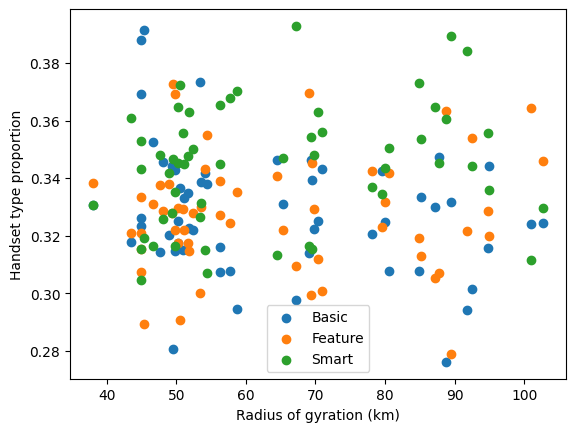 0.38
0.36
0.34
0.32
0.30
0.28
Handset type proportion
Basic
Feature
Smart
40 50 60 70 80 90 100
Radius of gyration (km)